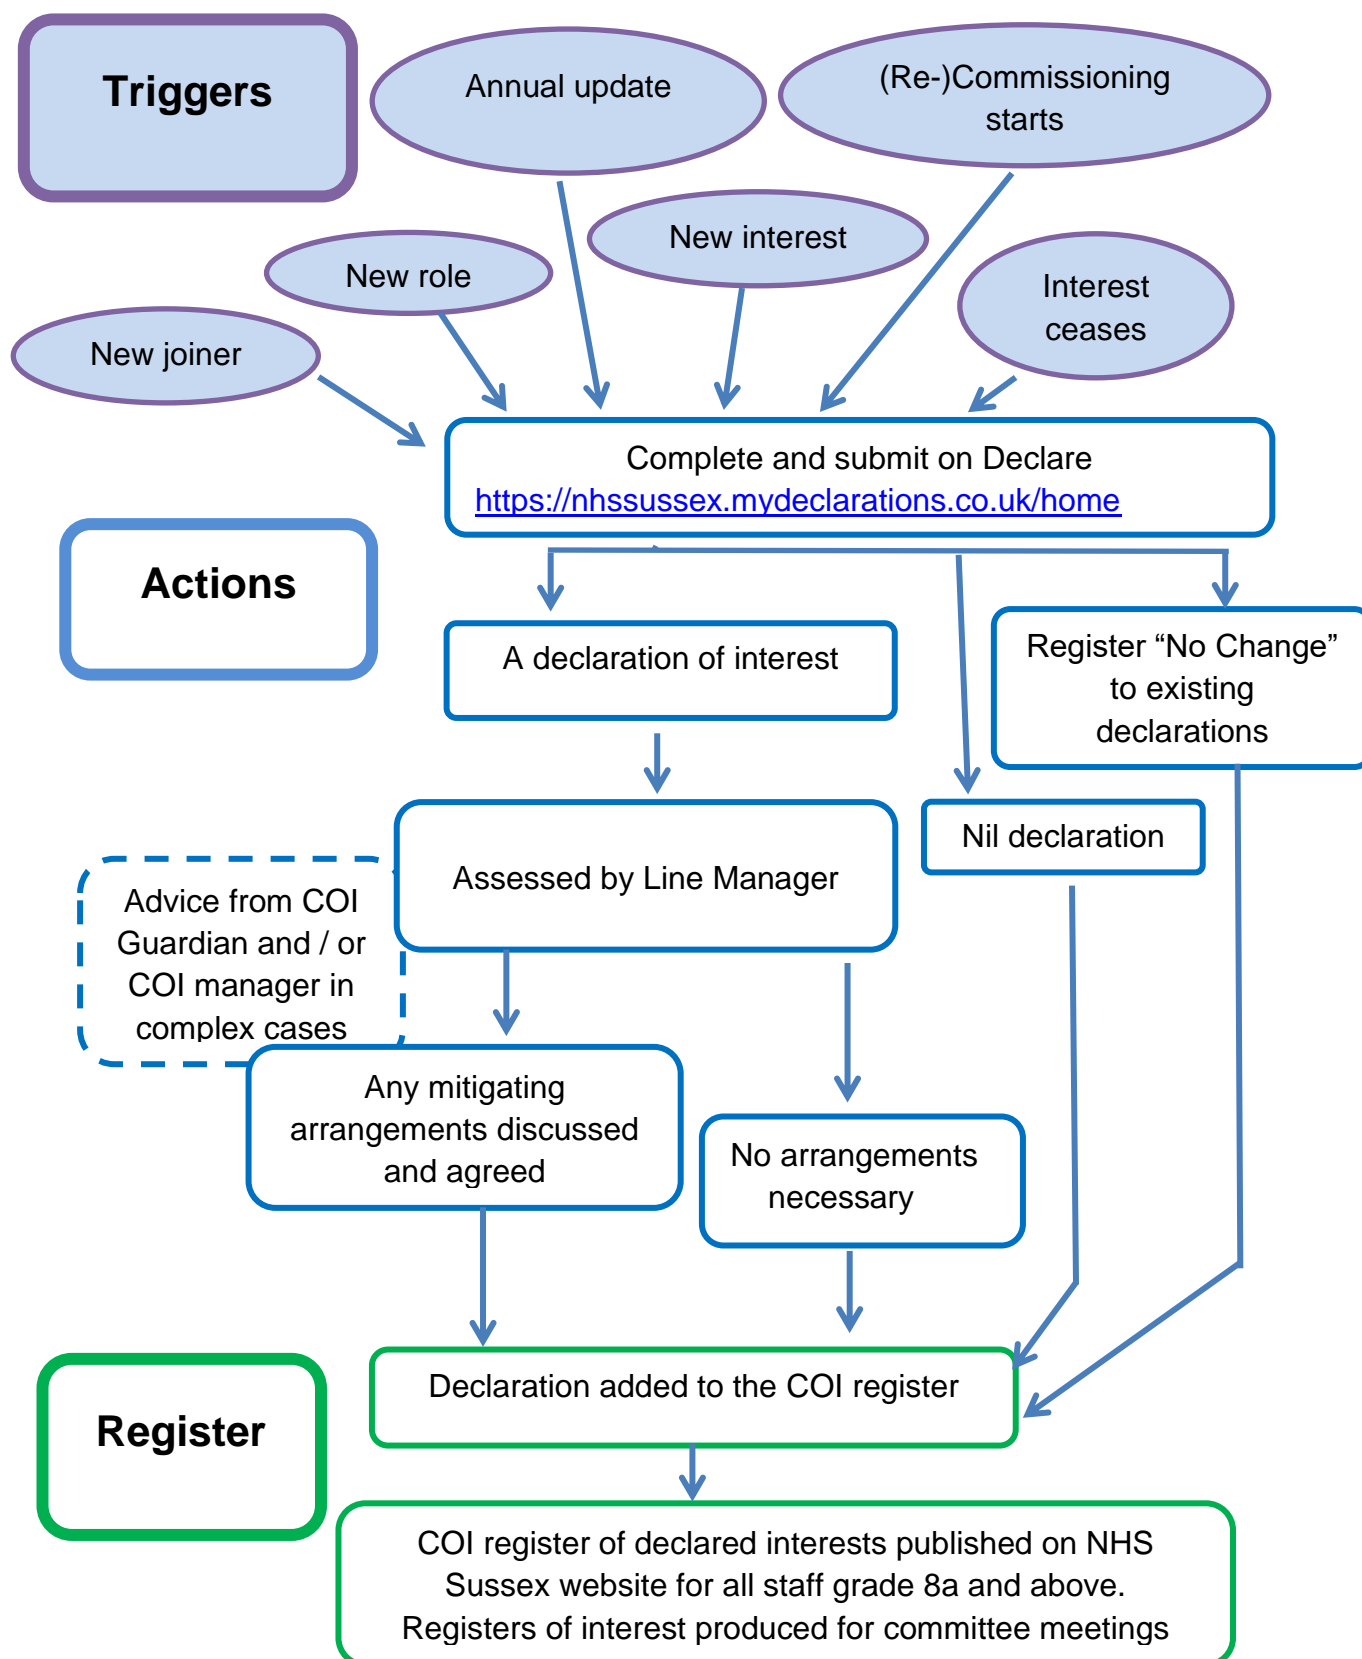 Triggers
Annual update
(Re-)Commissioning
starts
New interest
New role
Interest
ceases
New joiner
Complete and submit on Declare
https://nhssussex.mydeclarations.co.uk/home
Actions
A declaration of interest
Register “No Change”
to existing
declarations
Nil declaration
Assessed by Line Manager
Advice from COI
Guardian and / or
COI manager in
complex cases
Any mitigating
arrangements discussed
and agreed
No arrangements
necessary
Register
Declaration added to the COI register
COI register of declared interests published on NHS
Sussex website for all staff grade 8a and above.
Registers of interest produced for committee meetings